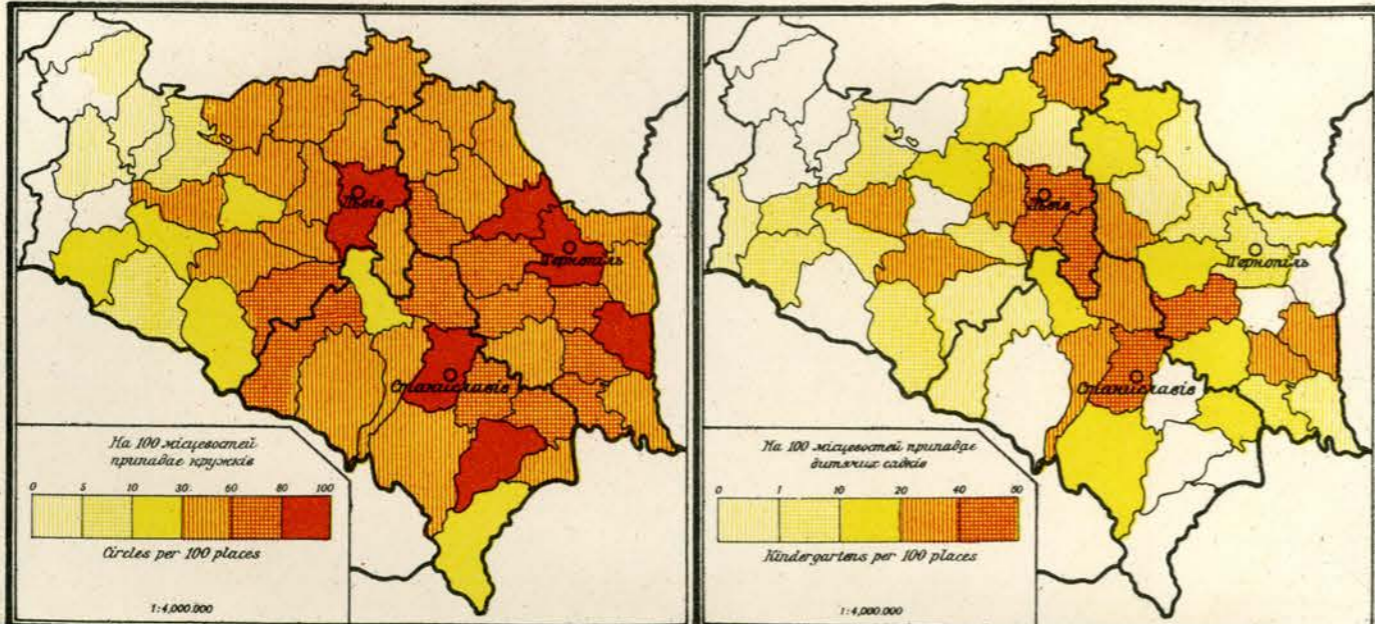 Львів
Тернопіль
Станиславів
На 100 місцевостей
припадає кружків
0 5 10 30 60 80 100
Circles per 100 places
1:4,000.000
Львів
Тернопіль
Станиславів
На 100 місцевостей припадає
дитячих садків
0 1 10 20 40 60
Kindergartens per 100 places
1:4,000.000